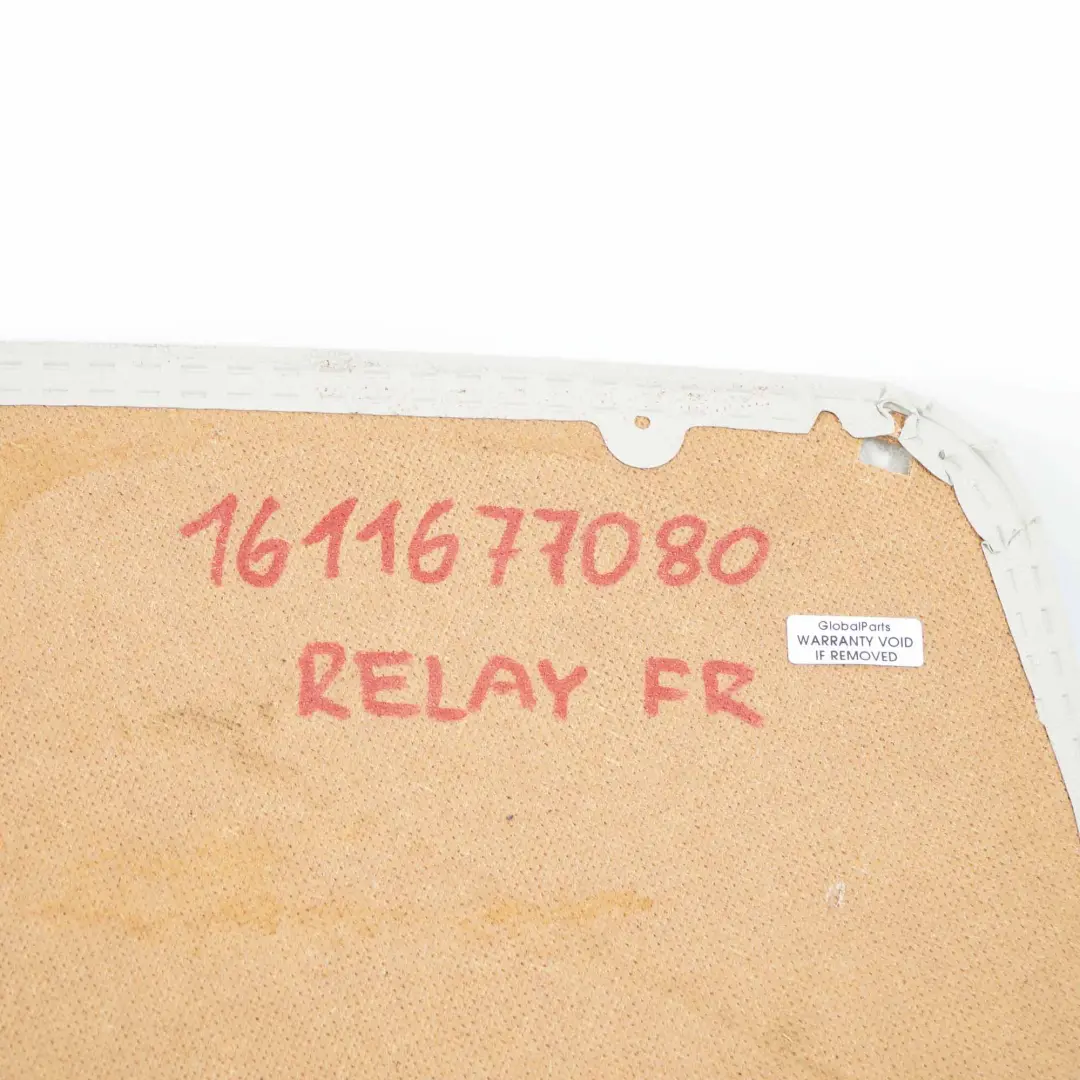 1611677080
RELAY FR
GlobalParts
WARRANTY VOID
IF REMOVED